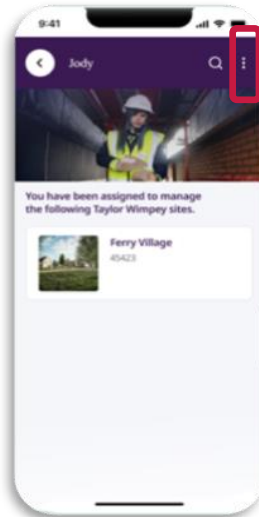 9:41
Jody
You have been assigned to manage
the following Taylor Wimpey sites.
Ferry Village
45423